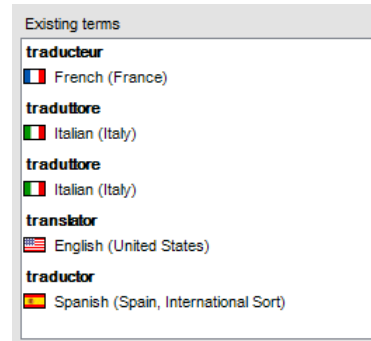 Existing terms
traducteur
French (France)
traduttore
Italian (Italy)
traduttore
Italian (Italy)
translator
English (United States)
traductor
Spanish (Spain, International Sort)